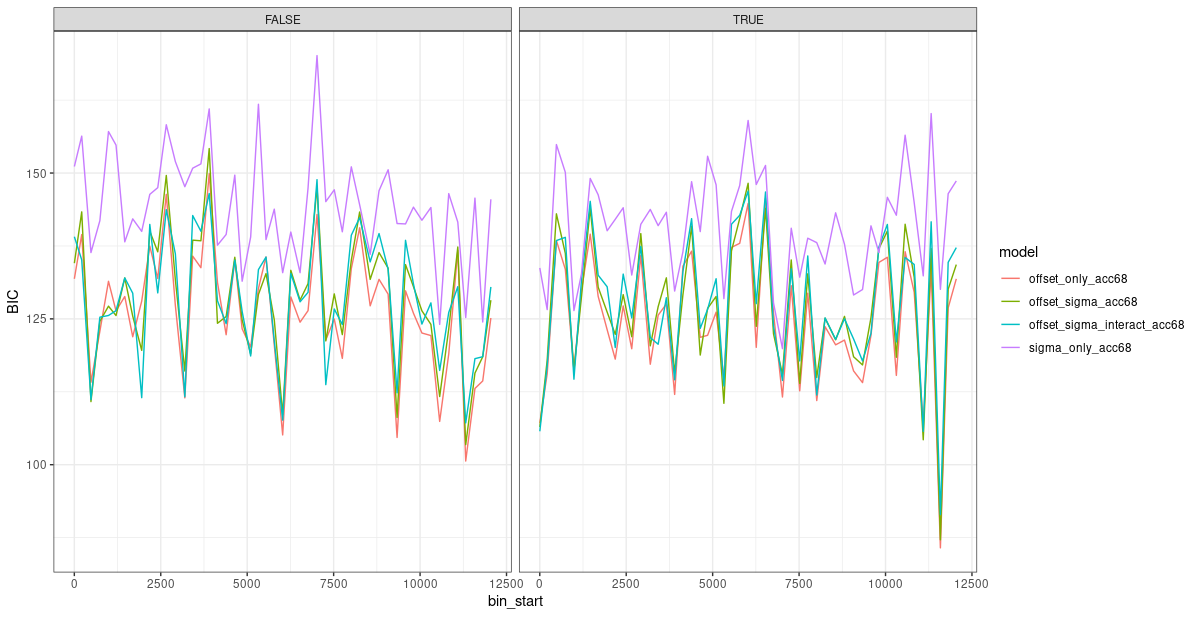 FALSE
TRUE
BIC
150
125
100
0
2500
5000
7500
10000
12500
0
2500
5000
7500
10000
12500
bin_start
model
offset_only_acc68
offset_sigma_acc68
offset_sigma_interact_acc68
sigma_only_acc68